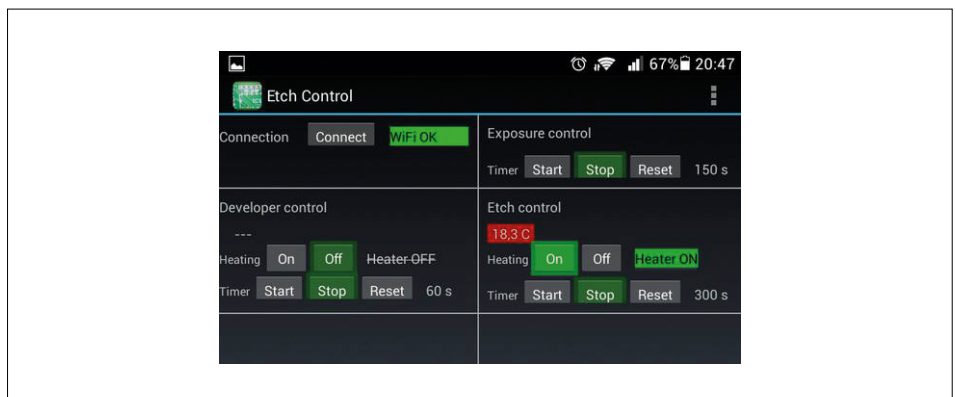 67% 20:47
Etch Control
Connection Connect WiFi OK
Exposure control
Timer Start Stop Reset 150 s
Developer control
---
Heating On Off Heater OFF
Timer Start Stop Reset 60 s
Etch control
18,3 C
Heating On Off Heater ON
Timer Start Stop Reset 300 s